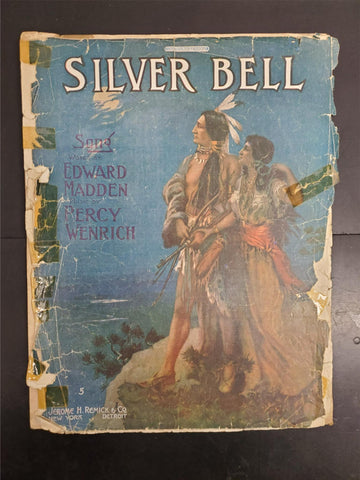 SILVER BELL
Song
EDWARD
MADDEN
PERCY
WENRICH
5
JEROME H. REMICK & CO.
NEW YORK DETROIT